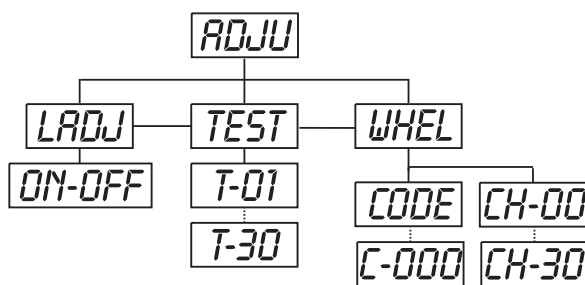 ADJU
LADJ TEST WHEL
ON-OFF T-01 CODE CH-00
T-30 C-000 CH-30